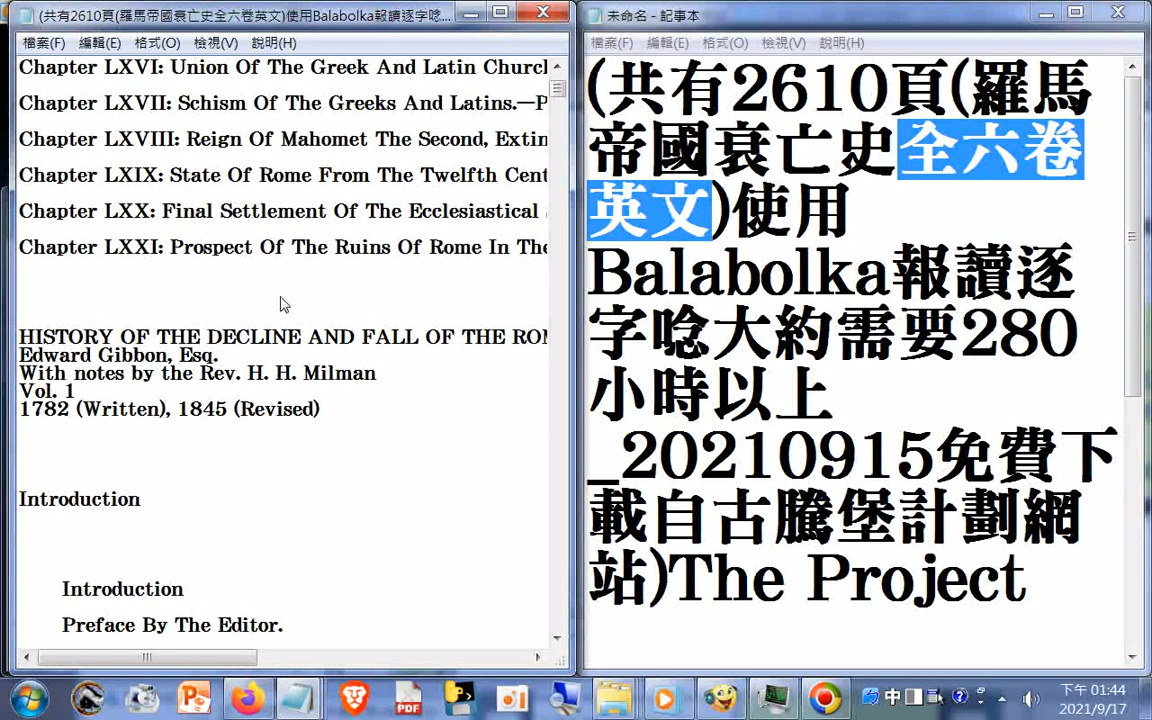 (共有2610頁(羅馬帝國衰亡史全六卷英文)使用Balabolka報讀逐字唸...
檔案(F) 編輯(E) 格式(O) 檢視(V) 說明(H)
Chapter LXVI: Union Of The Greek And Latin Churc
Chapter LXVII: Schism Of The Greeks And Latins.—P
Chapter LXVIII: Reign Of Mahomet The Second, Extin
Chapter LXIX: State Of Rome From The Twelfth Cent
Chapter LXX: Final Settlement Of The Ecclesiastical
Chapter LXXI: Prospect Of The Ruins Of Rome In The
HISTORY OF THE DECLINE AND FALL OF THE ROM
Edward Gibbon, Esq.
With notes by the Rev. H. H. Milman
Vol. 1
1782 (Written), 1845 (Revised)
Introduction
Introduction
Preface By The Editor.
未命名 - 記事本
檔案(F) 編輯(E) 格式(O) 檢視(V) 說明(H)
(共有2610頁(羅馬
帝國衰亡史全六卷
英文)使用
Balabolka報讀逐
字唸大約需要280
小時以上
_20210915免費下
載自古騰堡計劃網
站)The Project
PDF
中
下午 01:44
2021/9/17